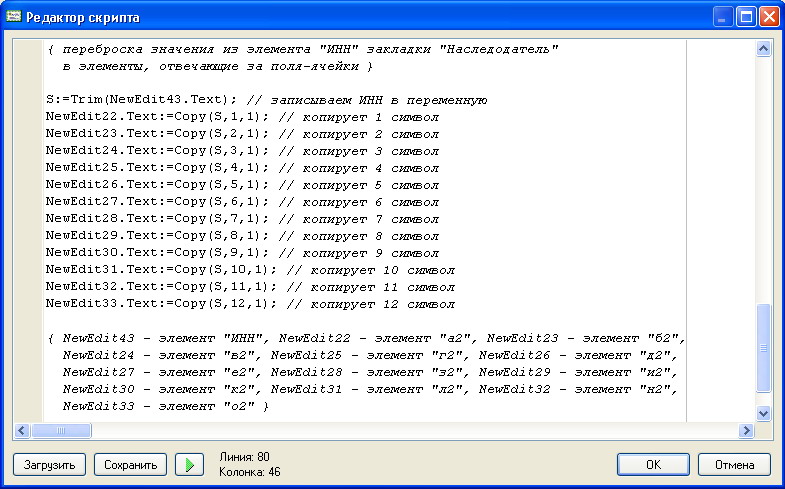 Редактор скрипта
{ переброска значения из элемента "ИНН" закладки "Наследодатель"
в элементы, отвечающие за поля-ячейки }
S:=Trim(NewEdit43.Text); // записываем ИНН в переменную
NewEdit22.Text:=Copy(S,1,1); // копирует 1 символ
NewEdit23.Text:=Copy(S,2,1); // копирует 2 символ
NewEdit24.Text:=Copy(S,3,1); // копирует 3 символ
NewEdit25.Text:=Copy(S,4,1); // копирует 4 символ
NewEdit26.Text:=Copy(S,5,1); // копирует 5 символ
NewEdit27.Text:=Copy(S,6,1); // копирует 6 символ
NewEdit28.Text:=Copy(S,7,1); // копирует 7 символ
NewEdit29.Text:=Copy(S,8,1); // копирует 8 символ
NewEdit30.Text:=Copy(S,9,1); // копирует 9 символ
NewEdit31.Text:=Copy(S,10,1); // копирует 10 символ
NewEdit32.Text:=Copy(S,11,1); // копирует 11 символ
NewEdit33.Text:=Copy(S,12,1); // копирует 12 символ
{ NewEdit43 - элемент "ИНН", NewEdit22 - элемент "а2", NewEdit23 - элемент "б2",
NewEdit24 - элемент "в2", NewEdit25 - элемент "г2", NewEdit26 - элемент "д2",
NewEdit27 - элемент "е2", NewEdit28 - элемент "з2", NewEdit29 - элемент "и2",
NewEdit30 - элемент "к2", NewEdit31 - элемент "л2", NewEdit32 - элемент "н2",
NewEdit33 - элемент "о2" }
Загрузить
Сохранить
Линия: 80
Колонка: 46
OK
Отмена